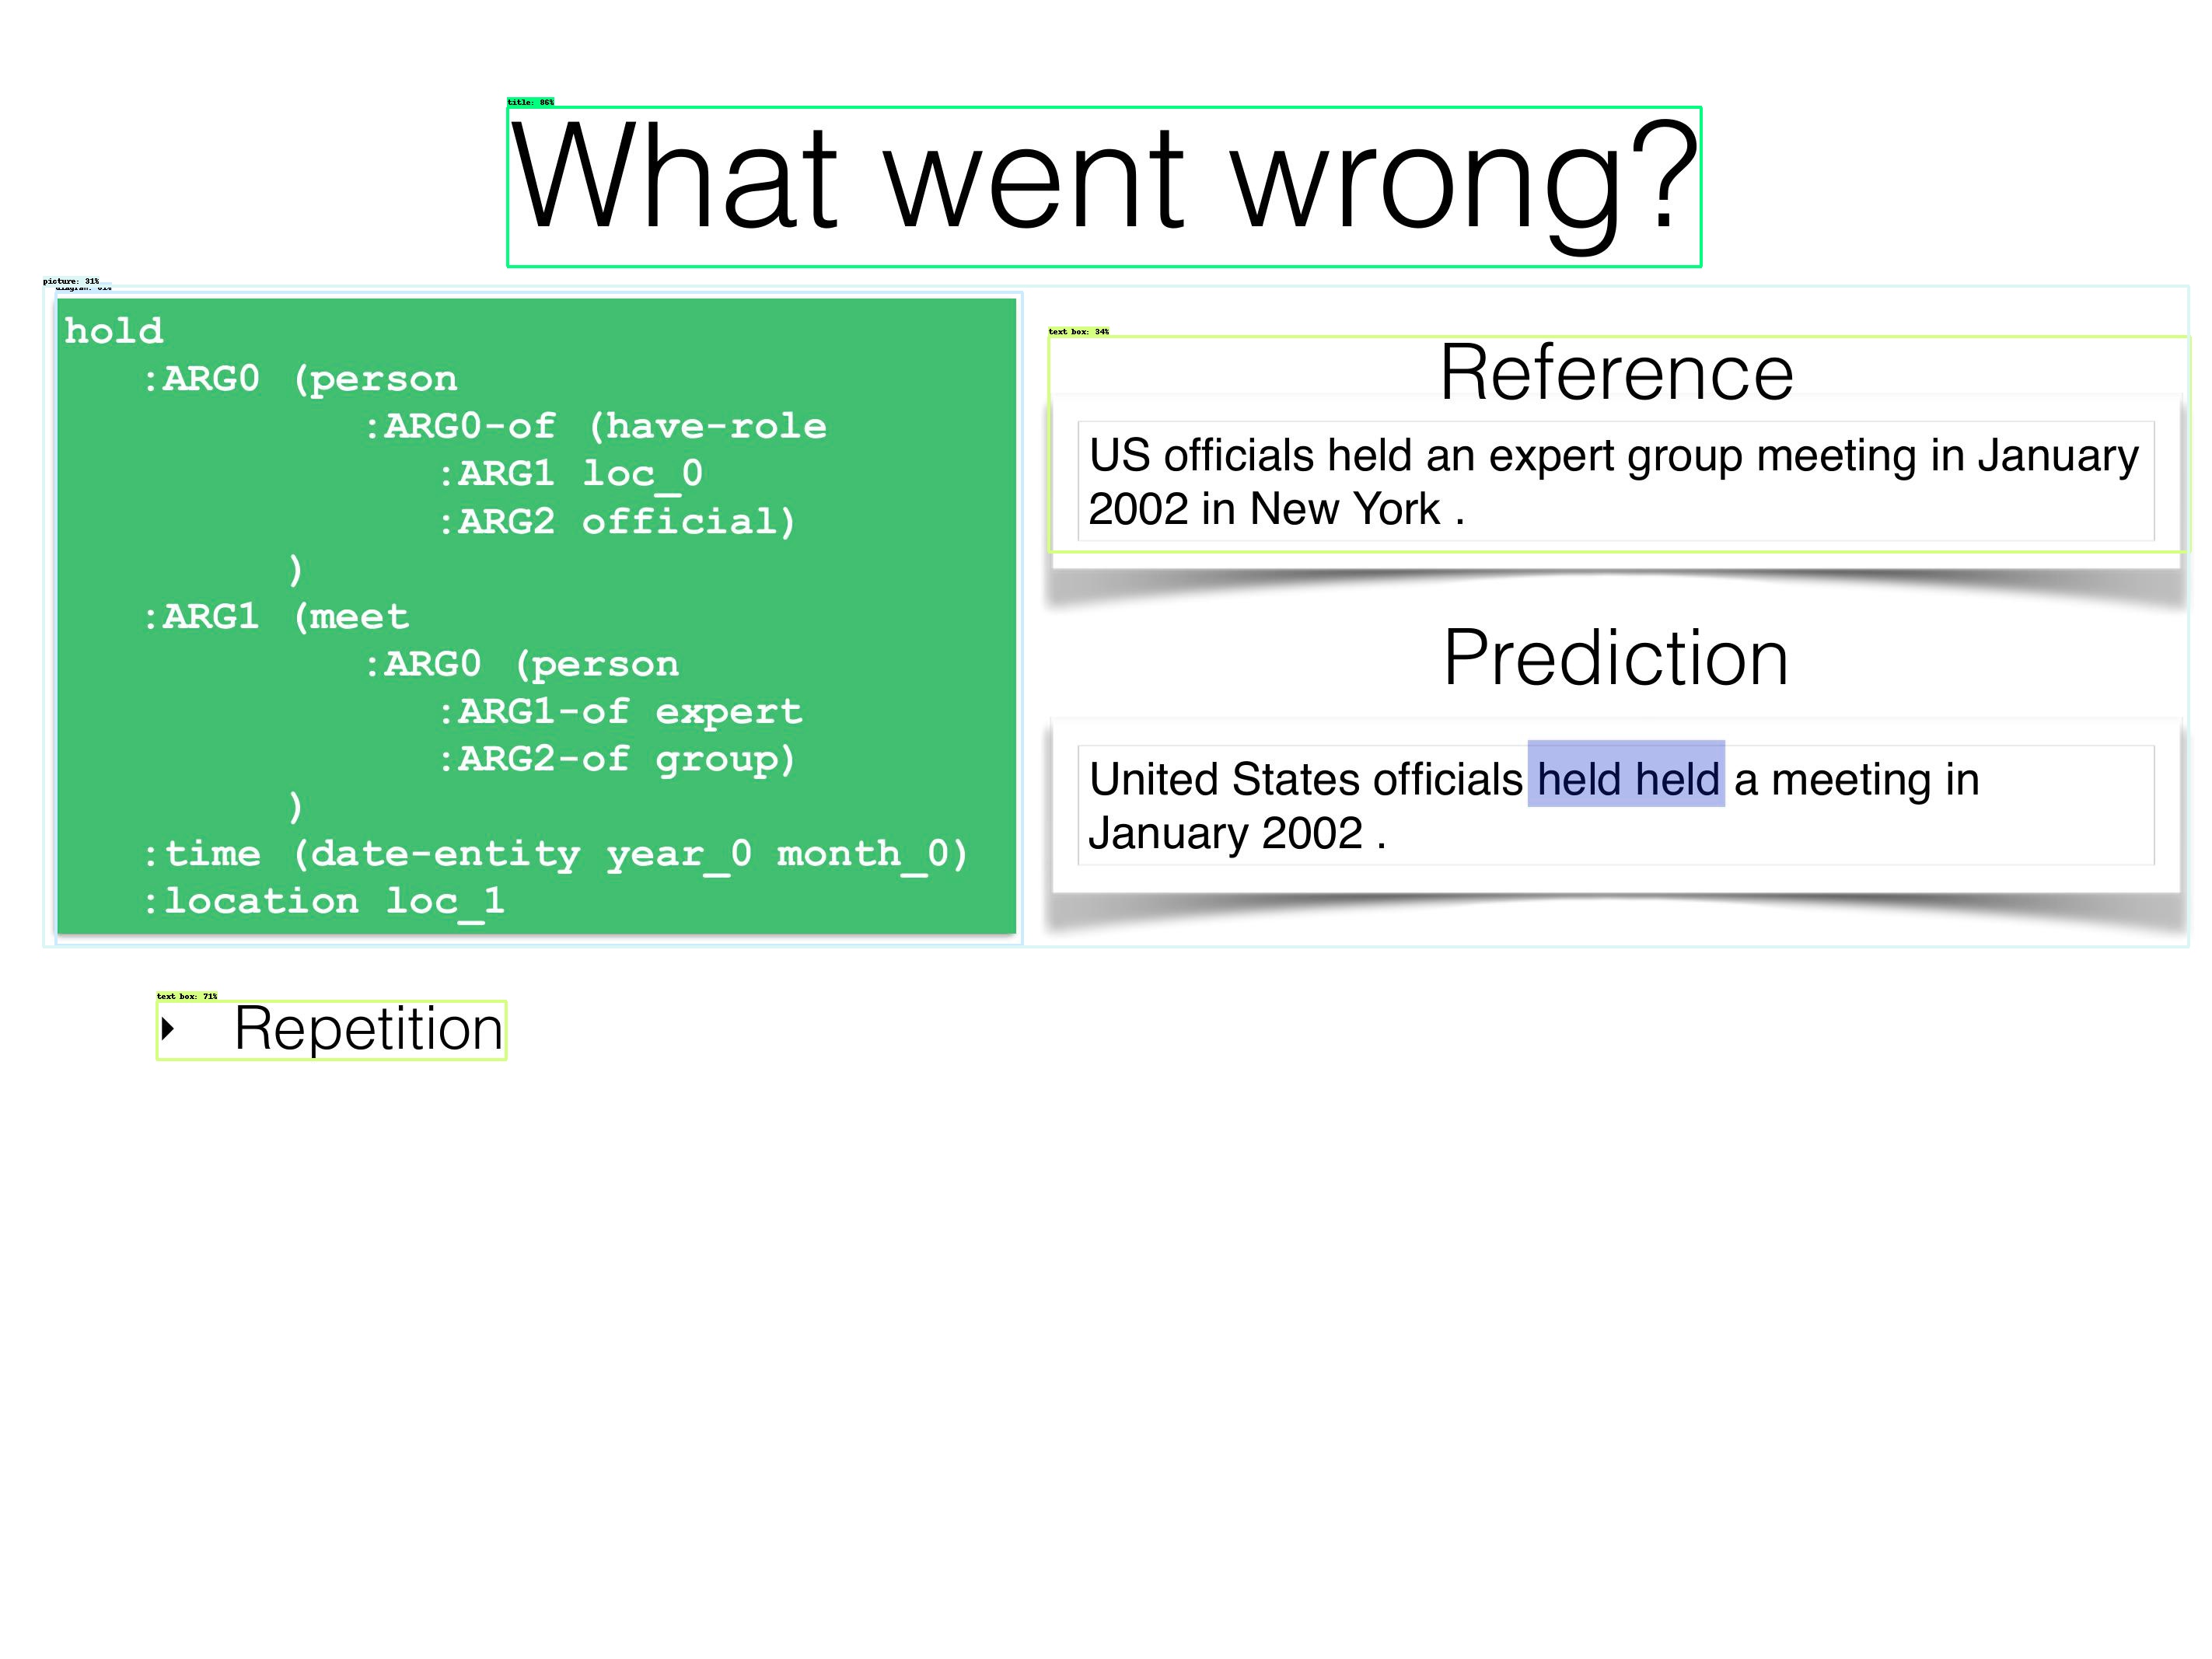 title: 86%
What went wrong?
picture: 31%
hold
:ARG0 (person
:ARG0-of (have-role
:ARG1 loc_0
:ARG2 official)
)
:ARG1 (meet
:ARG0 (person
:ARG1-of expert
:ARG2-of group)
)
:time (date-entity year_0 month_0)
:location loc_1
text box: 34%
Reference
US officials held an expert group meeting in January
2002 in New York .
Prediction
United States officials held held a meeting in
January 2002 .
text box: 71%
‣ Repetition